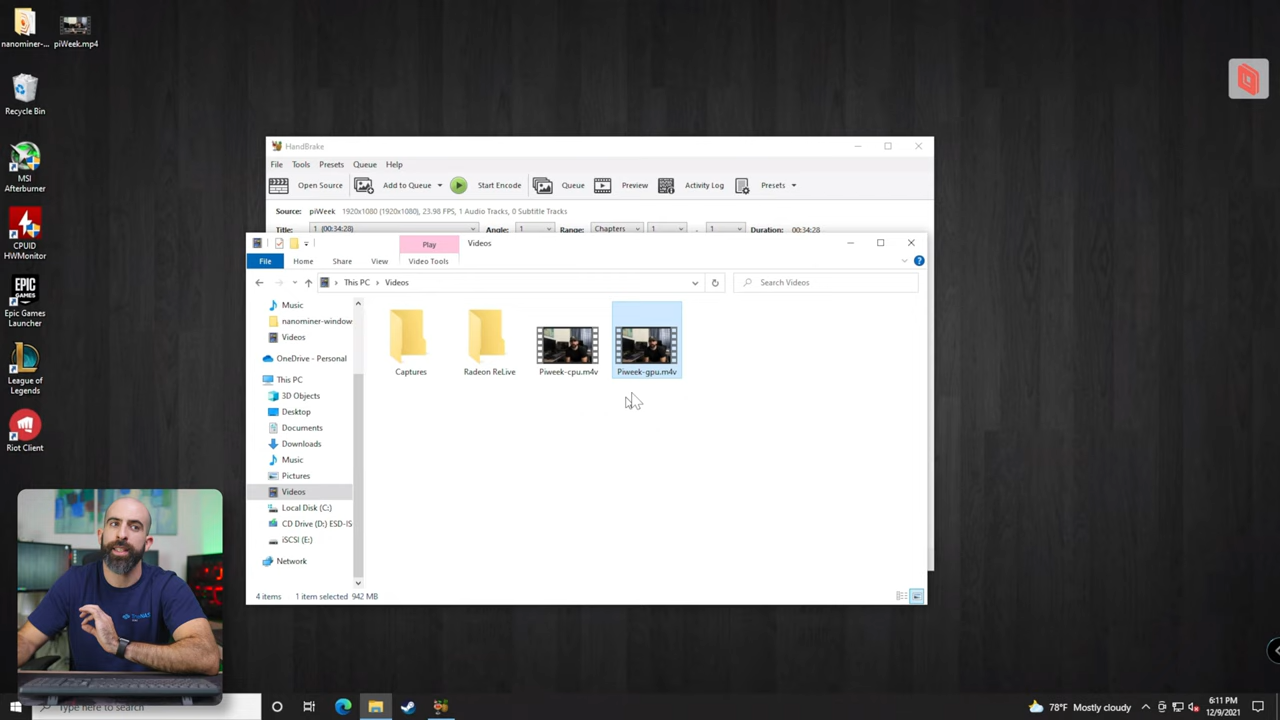 nanominer-...
piWeek.mp4
Recycle Bin
MSI
Afterburner
CPUID
HWMonitor
EPIC
GAMES
Epic Games
Launcher
League of
Legends
Riot Client
HandBrake
File Tools Presets Queue Help
Open Source Add to Queue Start Encode Queue Preview Activity Log Presets
Source: piWeek 1920x1080 (1920x1080), 23.98 FPS, 1 Audio Tracks, 0 Subtitle Tracks
Title: 1 (00:34:28) Angle: 1 Range: Chapters 1 - 1 Duration: 00:34:28
Play Videos
File Home Share View Video Tools
This PC > Videos
Search Videos
Music
nanominer-window
Videos
OneDrive - Personal
This PC
3D Objects
Desktop
Documents
Downloads
Music
Pictures
Videos
Local Disk (C:)
CD Drive (D:) ESD-IS
iSCSI (E:)
Network
Captures
Radeon ReLive
Piweek-cpu.m4v
Piweek-gpu.m4v
4 items 1 item selected 942 MB
Type here to search
78°F Mostly cloudy
6:11 PM
12/9/2021